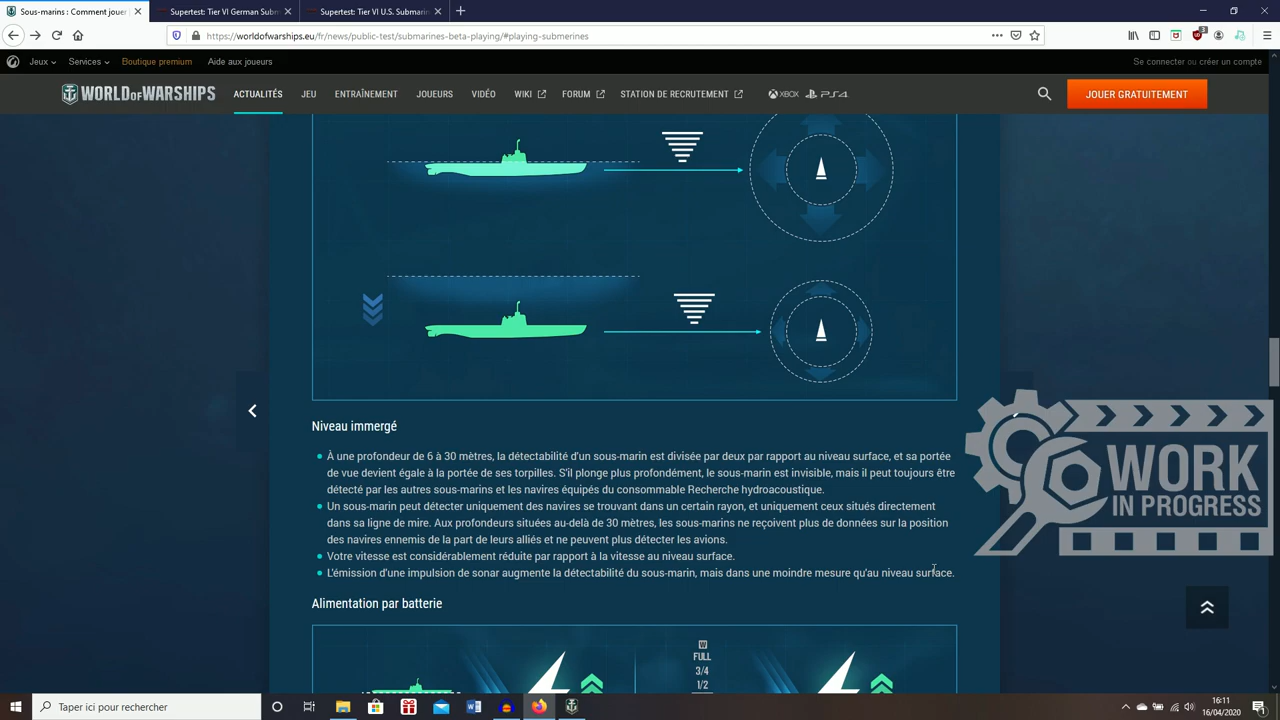 Sous-marins : Comment jouer
Supertest: Tier VI German Subm
Supertest: Tier VI U.S. Submarin
https://worldofwarships.eu/fr/news/public-test/submarines-beta-playing/#playing-submerines
Jeux
Services
Boutique premium
Aide aux joueurs
Se connecter ou créer un compte
WORLD OF WARSHIPS
ACTUALITÉS
JEU
ENTRAÎNEMENT
JOUEURS
VIDÉO
WIKI
FORUM
STATION DE RECRUTEMENT
XBOX
PS4
JOUER GRATUITEMENT
Niveau immergé
À une profondeur de 6 à 30 mètres, la détectabilité d'un sous-marin est divisée par deux par rapport au niveau surface, et sa portée
de vue devient égale à la portée de ses torpilles. S'il plonge plus profondément, le sous-marin est invisible, mais il peut toujours être
détecté par les autres sous-marins et les navires équipés du consommable Recherche hydroacoustique.
Un sous-marin peut détecter uniquement des navires se trouvant dans un certain rayon, et uniquement ceux situés directement
dans sa ligne de mire. Aux profondeurs situées au-delà de 30 mètres, les sous-marins ne reçoivent plus de données sur la position
des navires ennemis de la part de leurs alliés et ne peuvent plus détecter les avions.
Votre vitesse est considérablement réduite par rapport à la vitesse au niveau surface.
L'émission d'une impulsion de sonar augmente la détectabilité du sous-marin, mais dans une moindre mesure qu'au niveau surface.
WORK
IN PROGRESS
Alimentation par batterie
W
FULL
3/4
1/2
Taper ici pour rechercher
16:11
16/04/2020